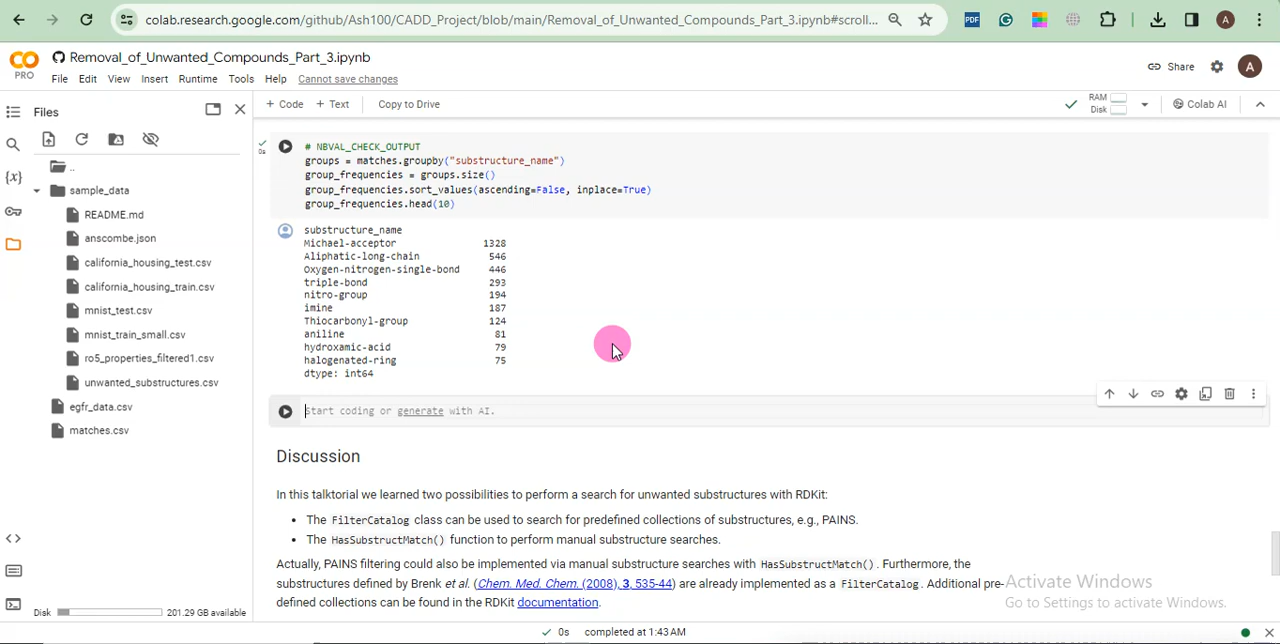 colab.research.google.com/github/Ash100/CADD_Project/blob/main/Removal_of_Unwanted_Compounds_Part_3.ipynb#scroll...
PDF
G
A
CO
PRO
Removal_of_Unwanted_Compounds_Part_3.ipynb
File Edit View Insert Runtime Tools Help Cannot save changes
Share
A
Files
+ Code + Text Copy to Drive
RAM
Disk
Colab AI
..
sample_data
README.md
anscombe.json
california_housing_test.csv
california_housing_train.csv
mnist_test.csv
mnist_train_small.csv
ro5_properties_filtered1.csv
unwanted_substructures.csv
egfr_data.csv
matches.csv
{x}
Disk 201.29 GB available
0s
# NBVAL_CHECK_OUTPUT
groups = matches.groupby("substructure_name")
group_frequencies = groups.size()
group_frequencies.sort_values(ascending=False, inplace=True)
group_frequencies.head(10)
substructure_name
Michael-acceptor 1328
Aliphatic-long-chain 546
Oxygen-nitrogen-single-bond 446
triple-bond 293
nitro-group 194
imine 187
Thiocarbonyl-group 124
aniline 81
hydroxamic-acid 79
halogenated-ring 75
dtype: int64
Start coding or generate with AI.
Discussion
In this talktorial we learned two possibilities to perform a search for unwanted substructures with RDKit:
• The FilterCatalog class can be used to search for predefined collections of substructures, e.g., PAINS.
• The HasSubstructMatch() function to perform manual substructure searches.
Actually, PAINS filtering could also be implemented via manual substructure searches with HasSubstructMatch(). Furthermore, the
substructures defined by Brenk et al. (Chem. Med. Chem. (2008), 3, 535-44) are already implemented as a FilterCatalog. Additional pre-
defined collections can be found in the RDKit documentation.
Activate Windows
Go to Settings to activate Windows.
0s completed at 1:43 AM